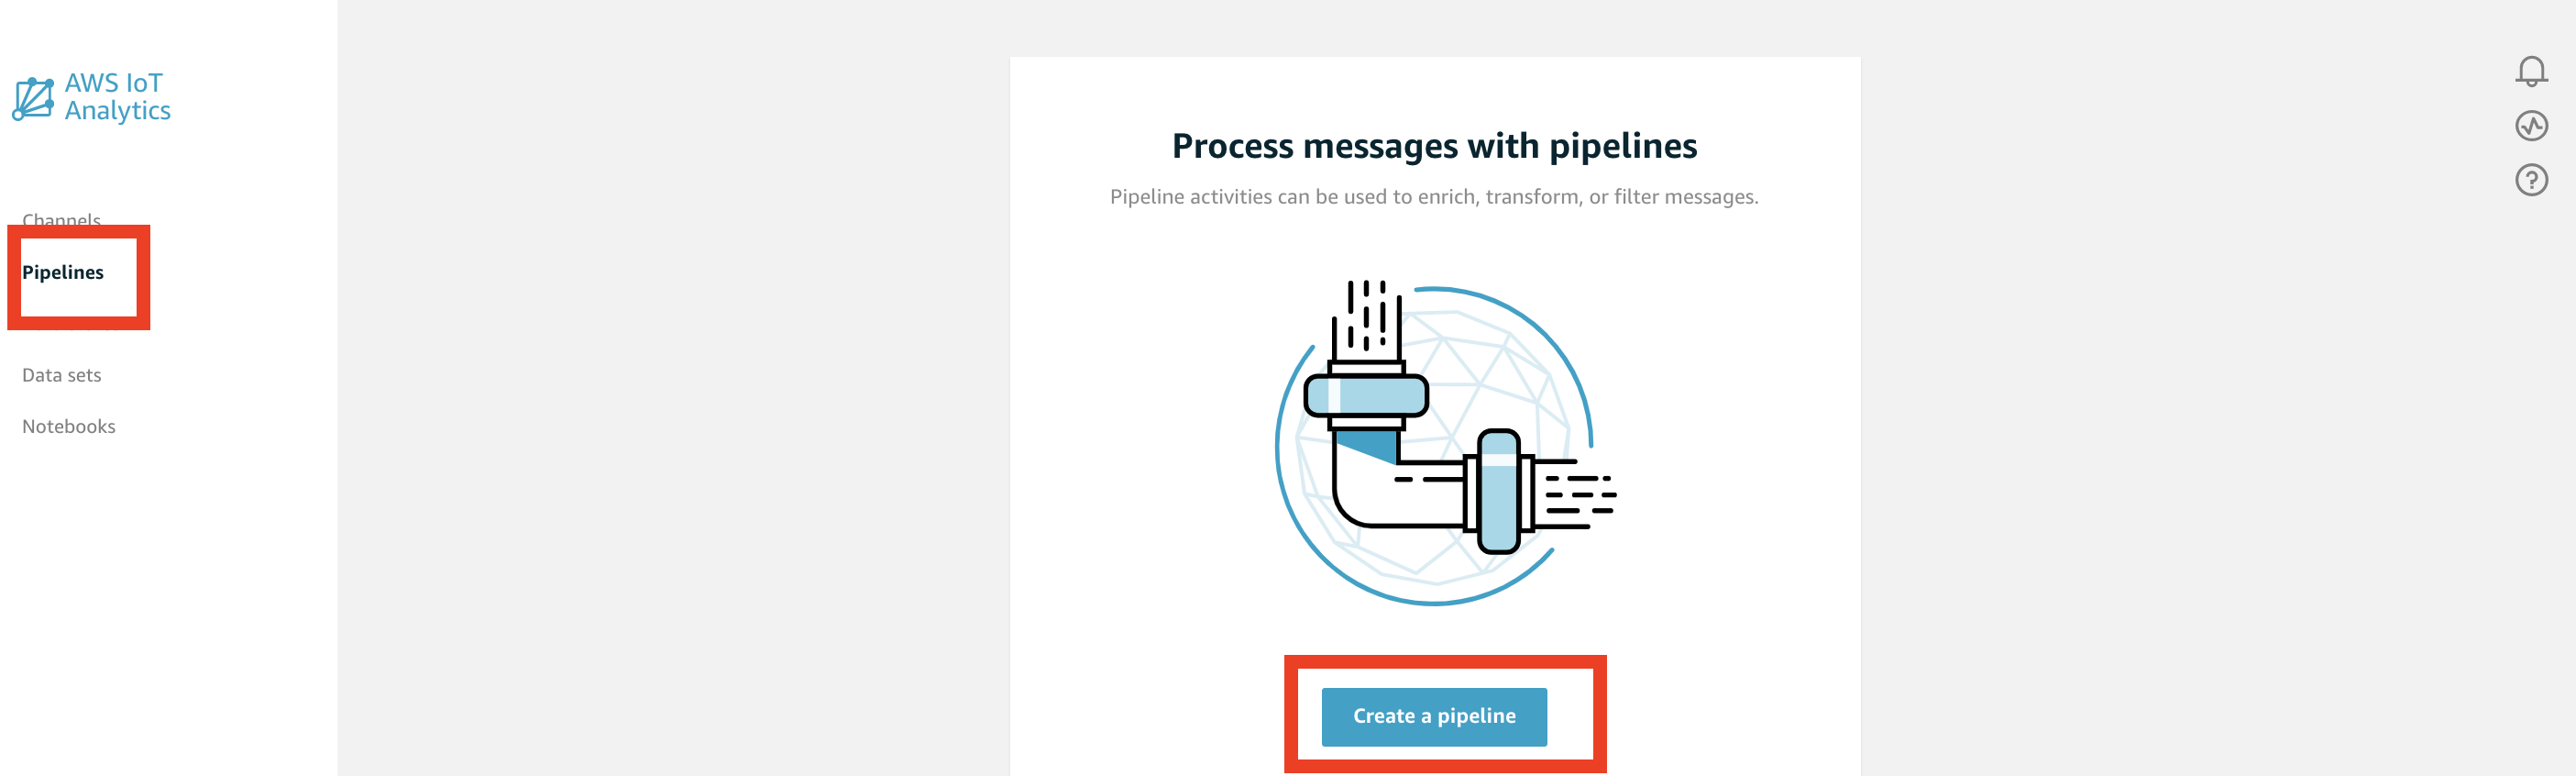 AWS IoT
Analytics
Channels
Pipelines
Data sets
Notebooks
Process messages with pipelines
Pipeline activities can be used to enrich, transform, or filter messages.
Create a pipeline